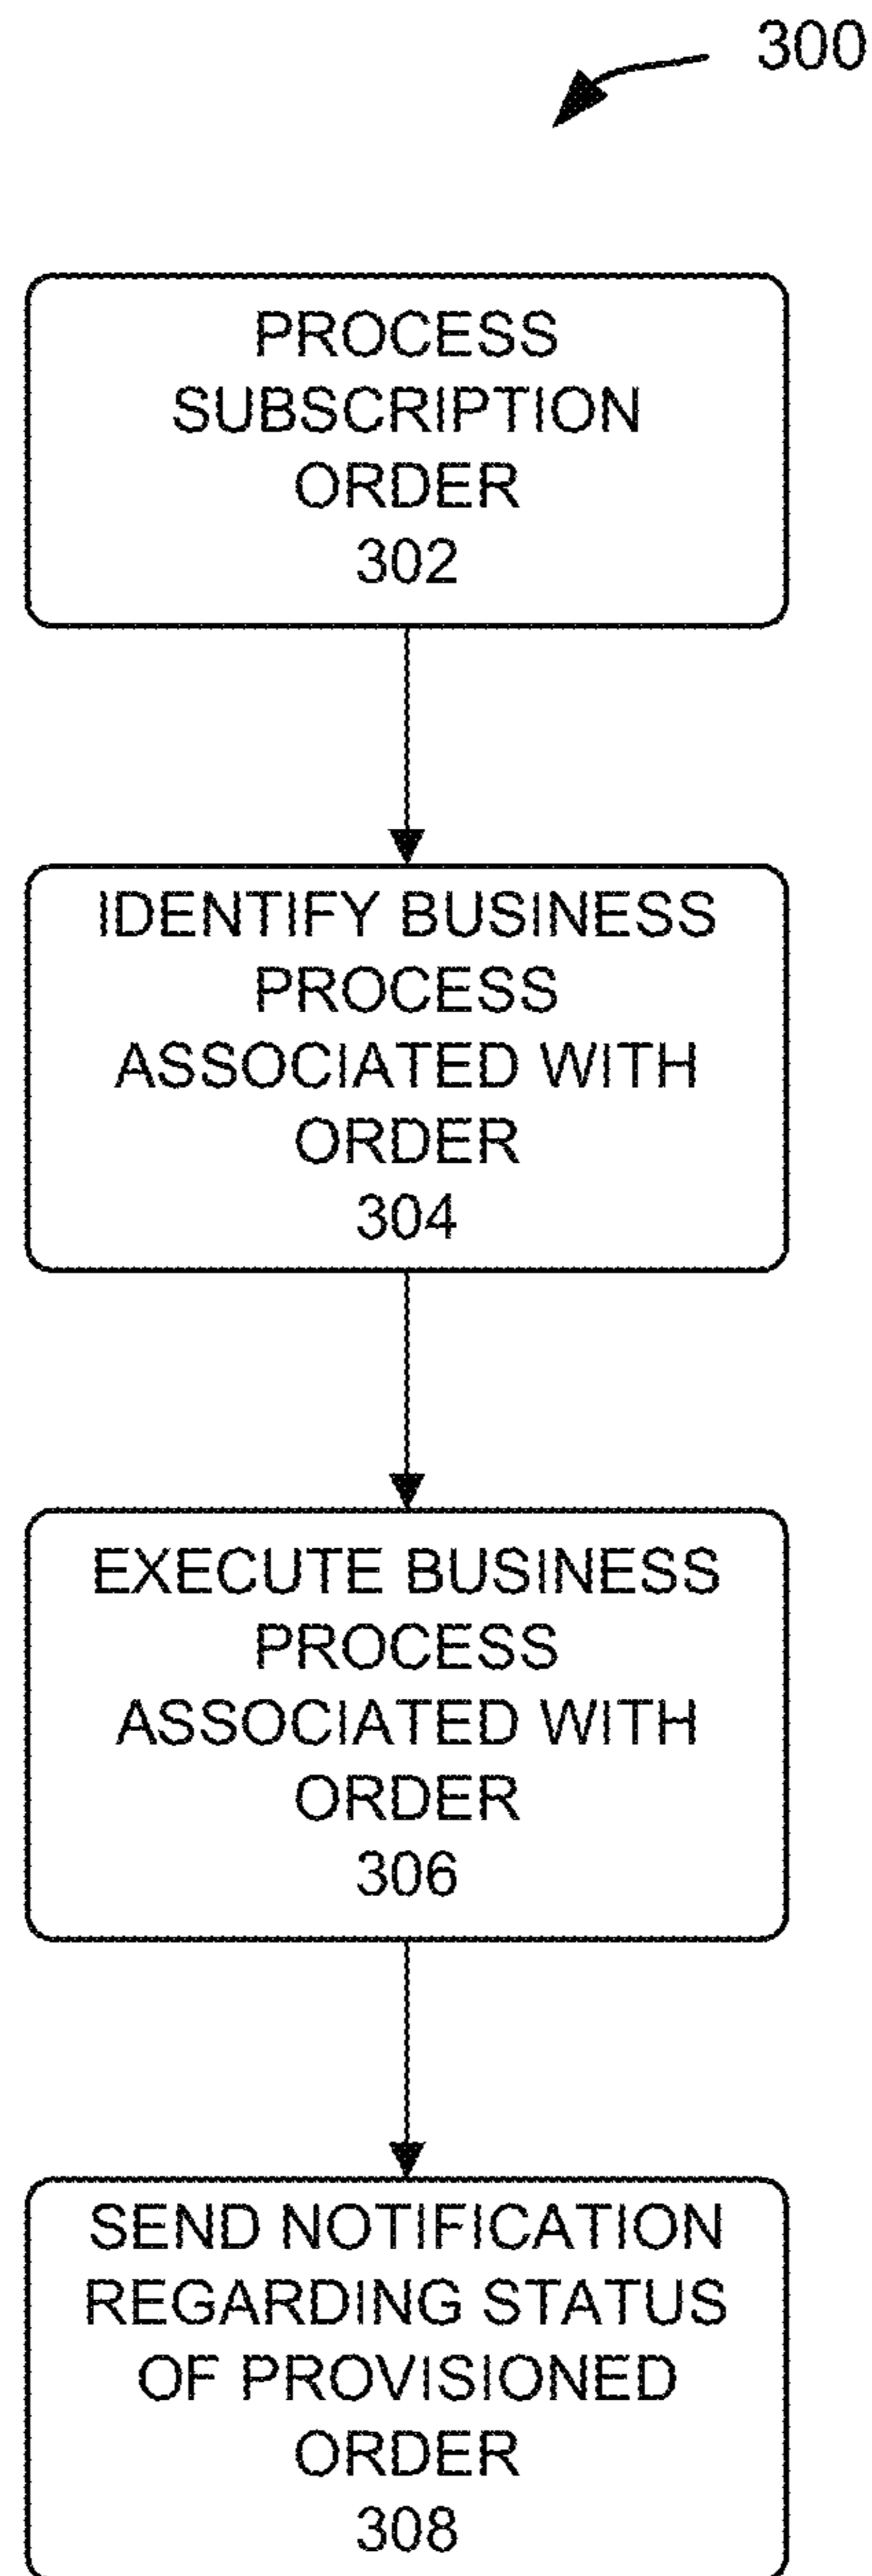 300
PROCESS
SUBSCRIPTION
ORDER
302
IDENTIFY BUSINESS
PROCESS
ASSOCIATED WITH
ORDER
304
EXECUTE BUSINESS
PROCESS
ASSOCIATED WITH
ORDER
306
SEND NOTIFICATION
REGARDING STATUS
OF PROVISIONED
ORDER
308